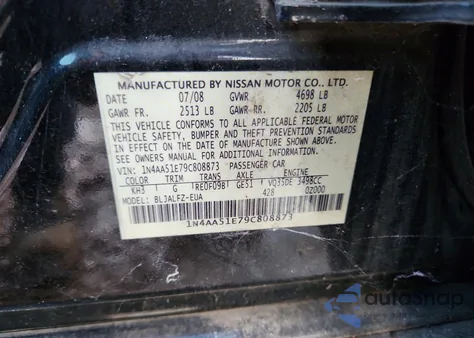 MANUFACTURED BY NISSAN MOTOR CO., LTD.
DATE 07/08 GVWR 4698 LB
GAWR FR. 2513 LB GAWR-RR. 2205 LB
THIS VEHICLE CONFORMS TO ALL APPLICABLE FEDERAL MOTOR
VEHICLE SAFETY, BUMPER AND THEFT PREVENTION STANDARDS
IN EFFECT ON THE DATE OF MANUFACTURE SHOWN ABOVE. SEE
OWNERS MANUAL FOR ADDITIONAL INFORMATION.
VIN: 1N4AA51E79C808873 PASSENGER CAR
COLOR TRIM TRANS AXLE ENGINE
KH3 G RE0F09B GE51 VQ35DE 3498CC
MODEL: BLJALFZ-EUA 428 0Z000
1N4AA51E79C808873
autoSnap